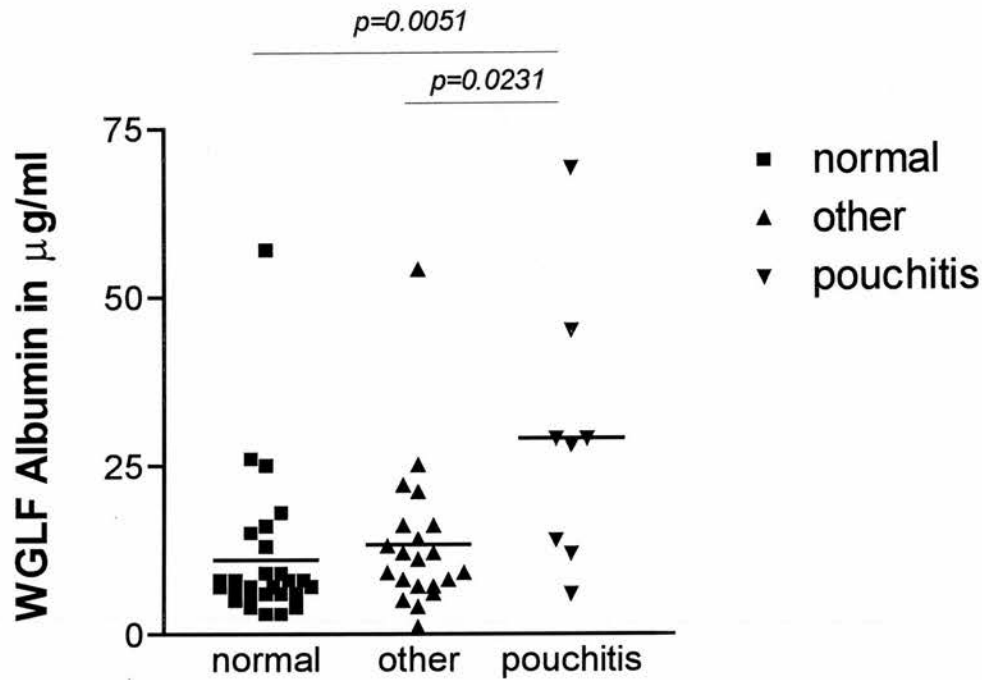 p=0.0051
p=0.0231
WGLF Albumin in μg/ml
75
50
25
0
normal
other
pouchitis
normal other pouchitis